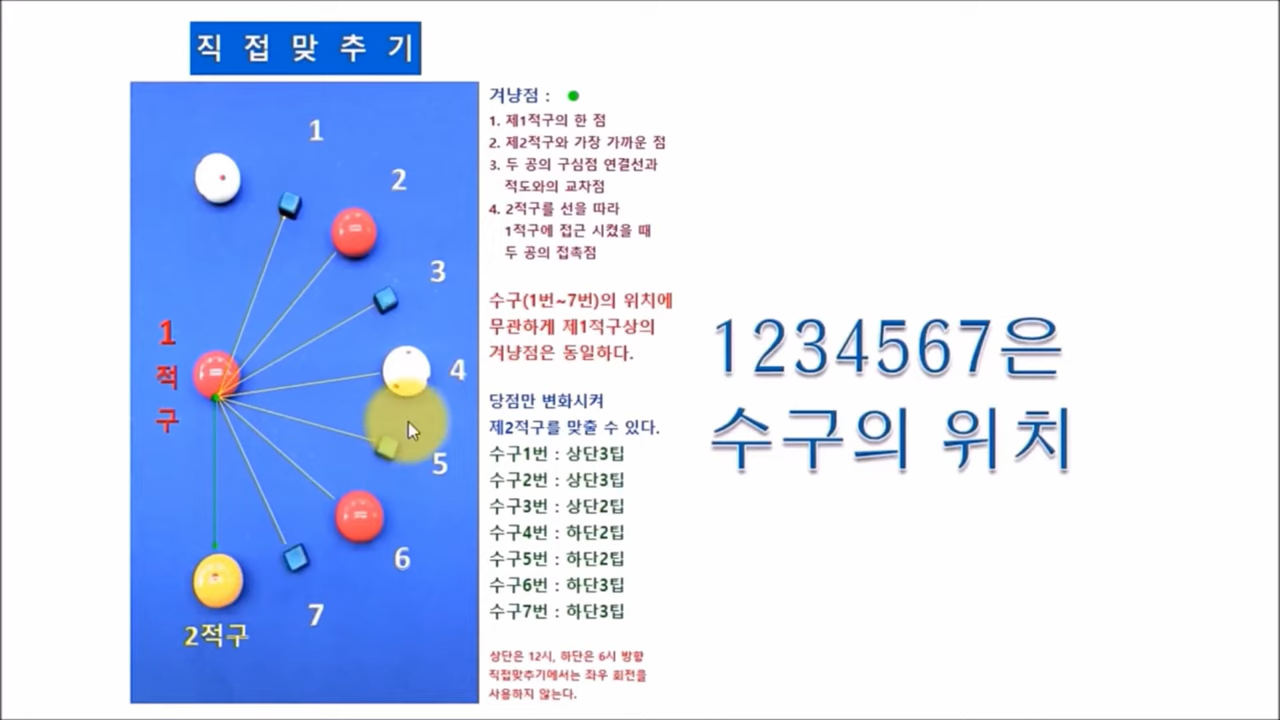 직 접 맞 추 기
1
2
3
4
5
6
7
1
적
구
2적구
겨냥점 :
1. 제1적구의 한 점
2. 제2적구와 가장 가까운 점
3. 두 공의 구심점 연결선과
적도와의 교차점
4. 2적구를 선을 따라
1적구에 접근 시켰을 때
두 공의 접촉점
수구(1번~7번)의 위치에
무관하게 제1적구상의
겨냥점은 동일하다.
당점만 변화시켜
제2적구를 맞출 수 있다.
수구1번 : 상단3팁
수구2번 : 상단3팁
수구3번 : 상단2팁
수구4번 : 하단2팁
수구5번 : 하단2팁
수구6번 : 하단3팁
수구7번 : 하단3팁
상단은 12시, 하단은 6시 방향
직접맞추기에서는 좌우 회전을
사용하지 않는다.
1234567은
수구의 위치